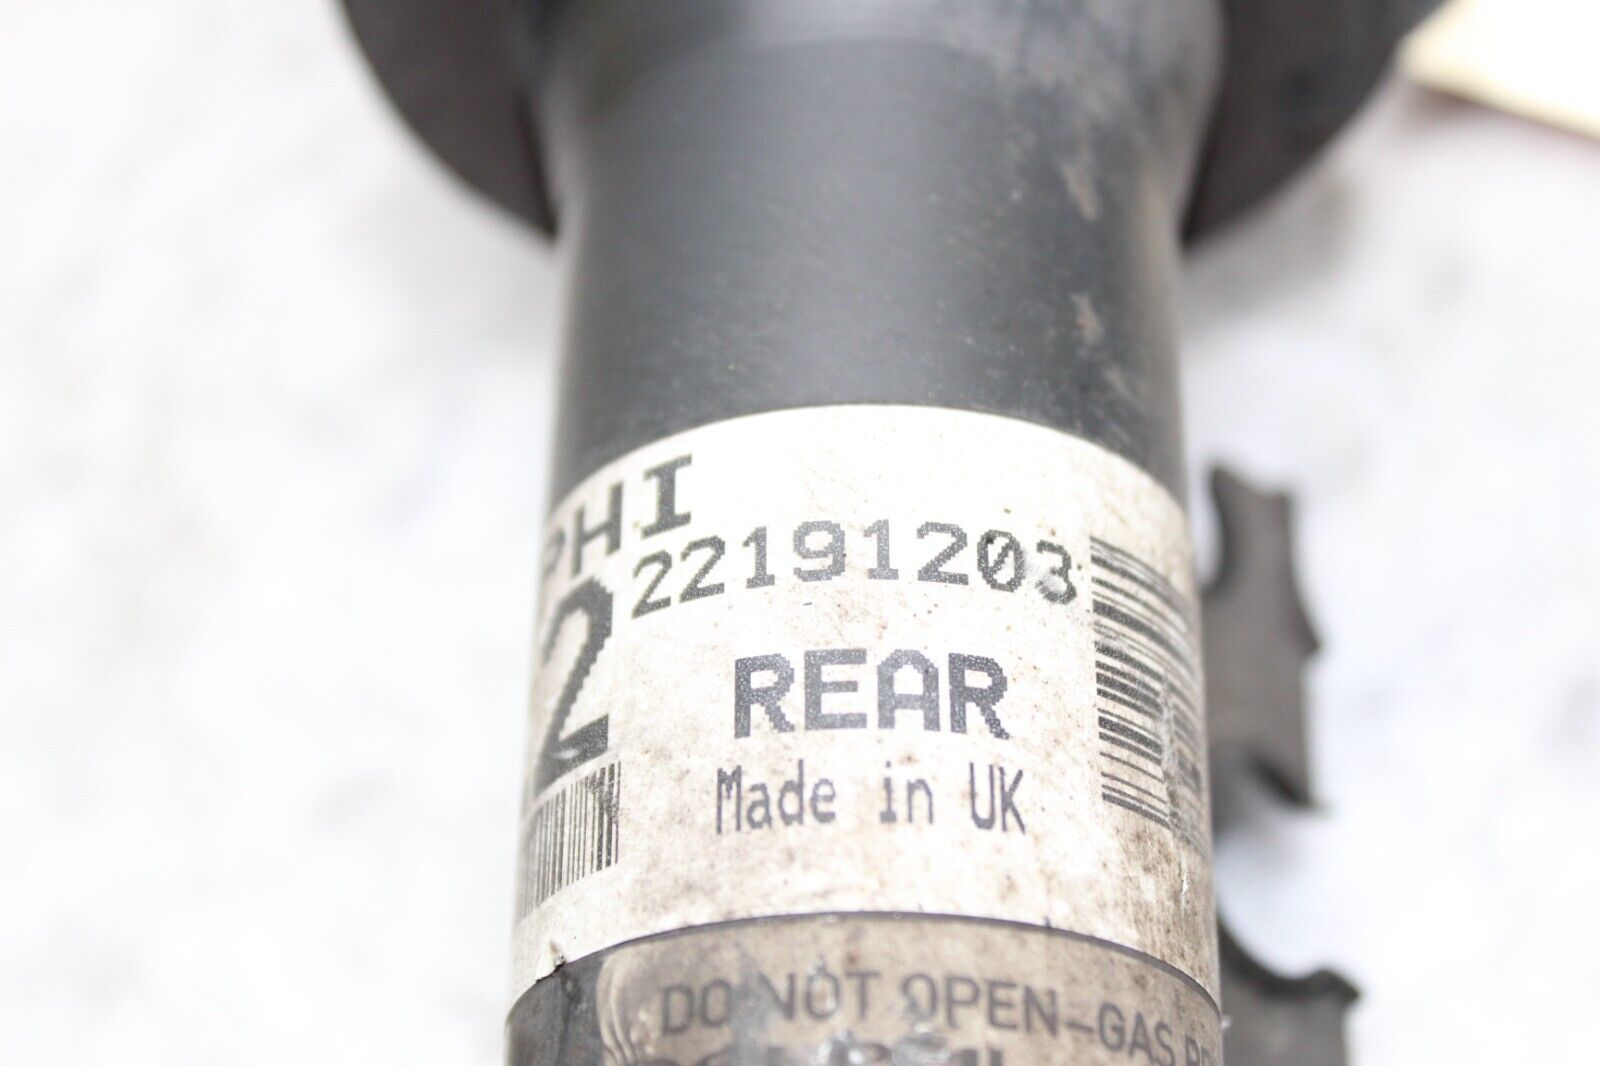 PHI
22191203
2
REAR
Made in UK
DO NOT OPEN-GAS